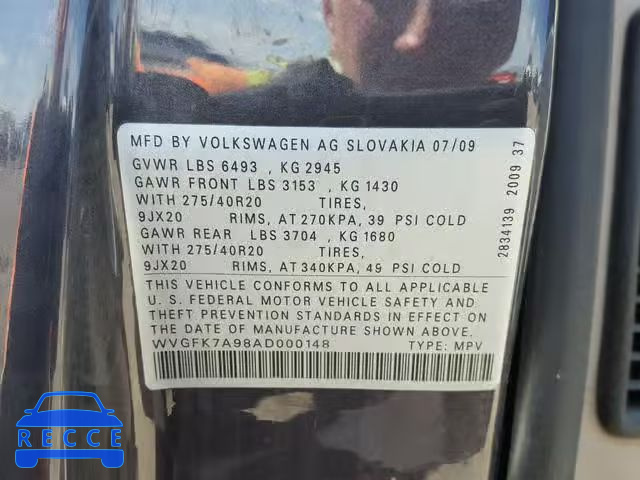 MFD BY VOLKSWAGEN AG SLOVAKIA 07/09
GVWR LBS 6493 , KG 2945
GAWR FRONT LBS 3153 , KG 1430
WITH 275/40R20 TIRES,
9JX20 RIMS, AT 270KPA, 39 PSI COLD
GAWR REAR LBS 3704 , KG 1680
WITH 275/40R20 TIRES,
9JX20 RIMS, AT 340KPA, 49 PSI COLD
THIS VEHICLE CONFORMS TO ALL APPLICABLE
U. S. FEDERAL MOTOR VEHICLE SAFETY AND
THEFT PREVENTION STANDARDS IN EFFECT ON
THE DATE OF MANUFACTURE SHOWN ABOVE.
WVGFK7A98AD000148 TYPE: MPV
2834139 2009 37
RECCE